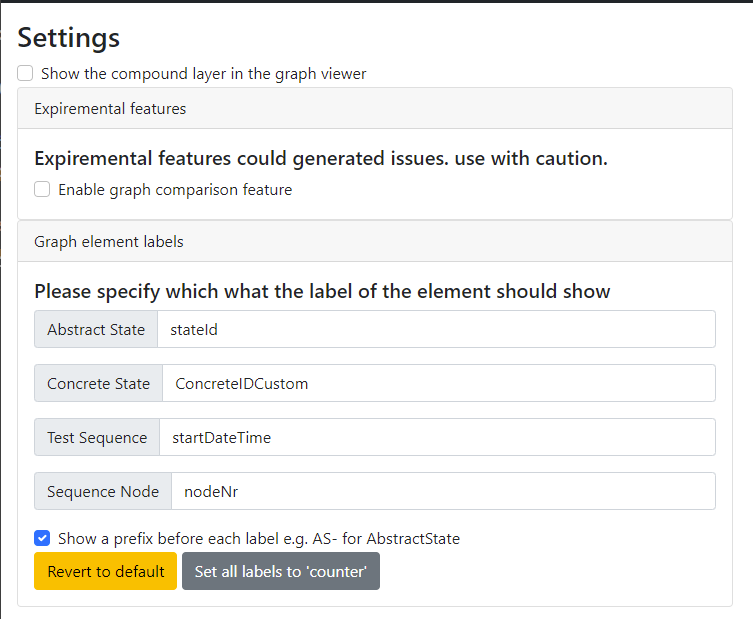 Settings
Show the compound layer in the graph viewer
Expiremental features
Expiremental features could generated issues. use with caution.
Enable graph comparison feature
Graph element labels
Please specify which what the label of the element should show
Abstract State stateId
Concrete State ConcreteIDCustom
Test Sequence startDateTime
Sequence Node nodeNr
Show a prefix before each label e.g. AS- for AbstractState
Revert to default Set all labels to 'counter'